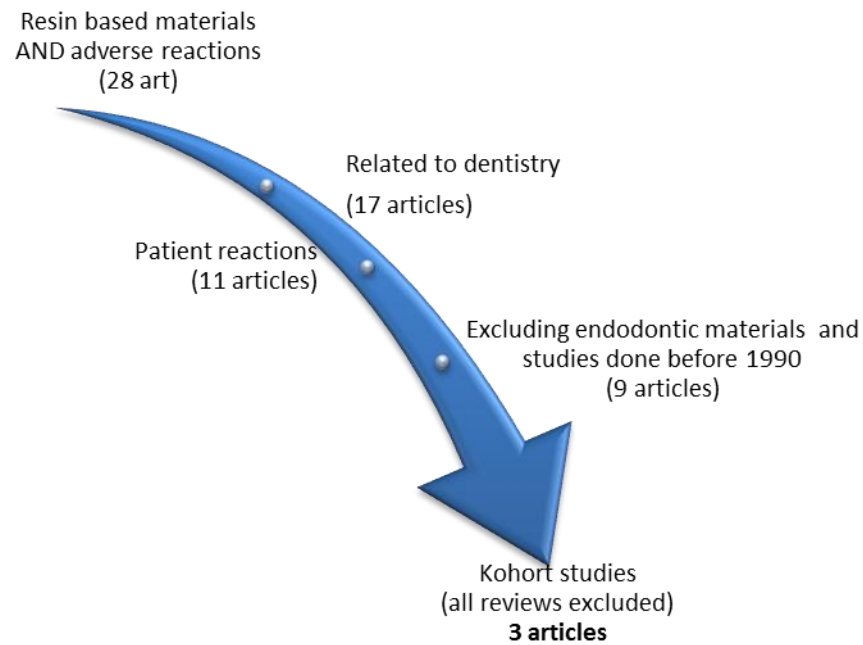 Resin based materials
AND adverse reactions
(28 art)
Related to dentistry
(17 articles)
Patient reactions
(11 articles)
Excluding endodontic materials and
studies done before 1990
(9 articles)
Kohort studies
(all reviews excluded)
3 articles